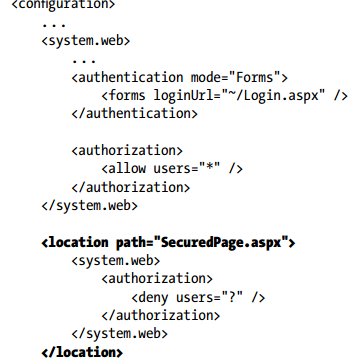 <configuration>
...
<system.web>
...
<authentication mode="Forms">
<forms loginUrl="~/Login.aspx" />
</authentication>
<authorization>
<allow users="*" />
</authorization>
</system.web>
<location path="SecuredPage.aspx">
<system.web>
<authorization>
<deny users="?" />
</authorization>
</system.web>
</location>